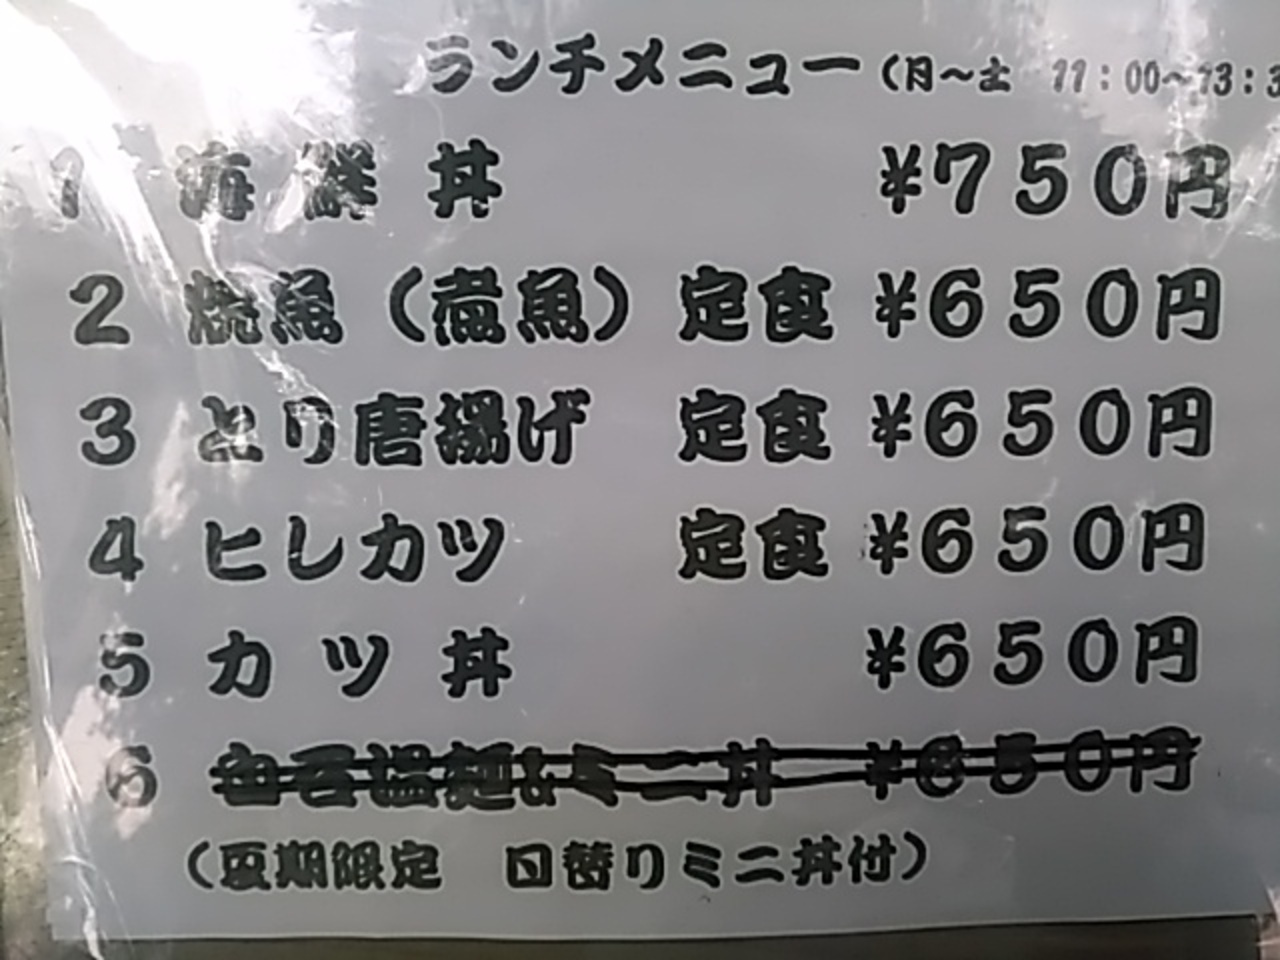 ランチメニュー（月～土　11：00～13：3
1 海鮮丼 ¥750円
2 焼魚（煮魚）定食 ¥650円
3 とり唐揚げ 定食 ¥650円
4 ヒレカツ 定食 ¥650円
5 カツ丼 ¥650円
6 ミニ丼 ¥650円
（夏期限定　日替りミニ丼付）